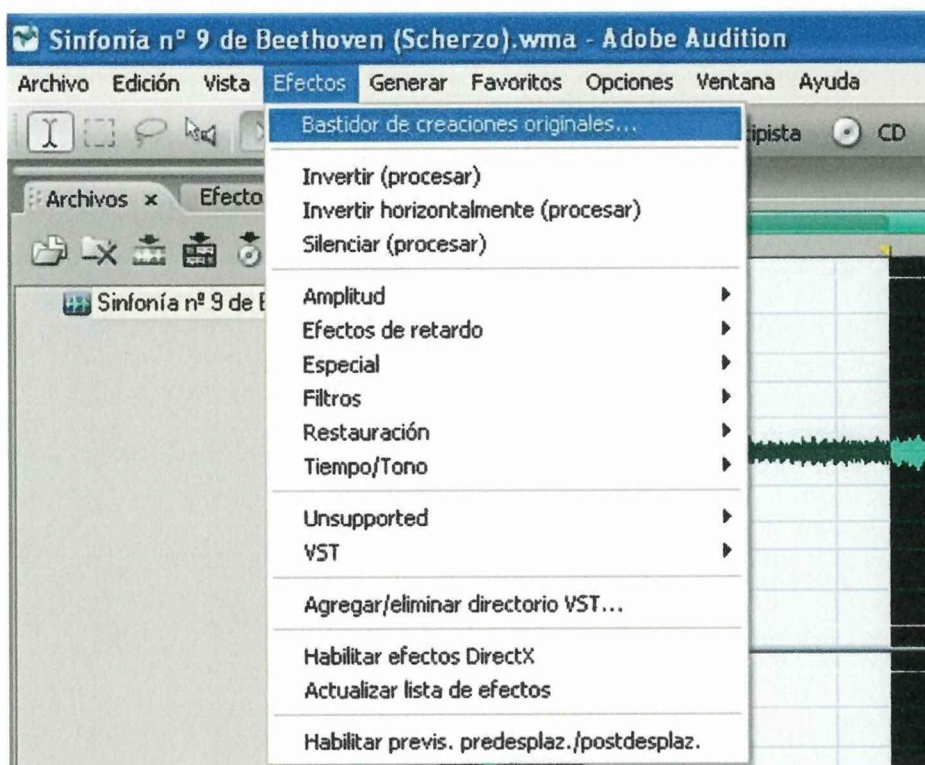 Sinfonía nº 9 de Beethoven (Scherzo).wma - Adobe Audition
Archivo Edición Vista Efectos Generar Favoritos Opciones Ventana Ayuda
Bastidor de creaciones originales...
CD
Archivos x
Invertir (procesar)
Invertir horizontalmente (procesar)
Silenciar (procesar)
Sinfonía nº 9 de
Amplitud
Efectos de retardo
Especial
Filtros
Restauración
Tiempo/Tono
Unsupported
VST
Agregar/eliminar directorio VST...
Habilitar efectos DirectX
Actualizar lista de efectos
Habilitar previs. predesplaz./postdesplaz.